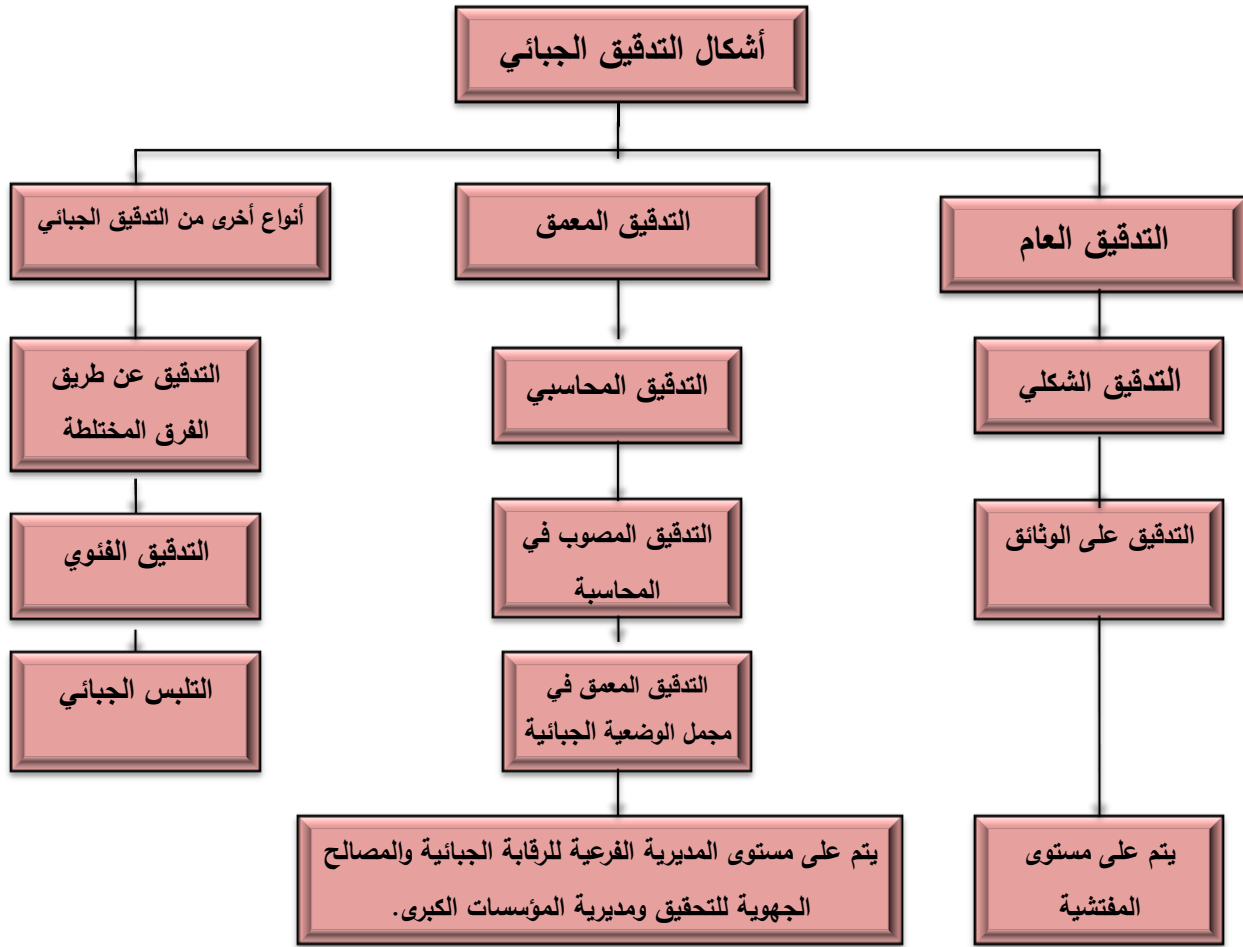 أشكال التدقيق الجبائي
التدقيق العام
التدقيق المعمق
أنواع أخرى من التدقيق الجبائي
التدقيق الشكلي
التدقيق المحاسبي
التدقيق عن طريق
الفرق المختلطة
التدقيق على الوثائق
التدقيق المصوب في
المحاسبة
التدقيق الفئوي
التدقيق المعمق في
مجمل الوضعية الجبائية
التلبس الجبائي
يتم على مستوى
المفتشية
يتم على مستوى المديرية الفرعية للرقابة الجبائية والمصالح
الجهوية للتحقيق ومديرية المؤسسات الكبرى.